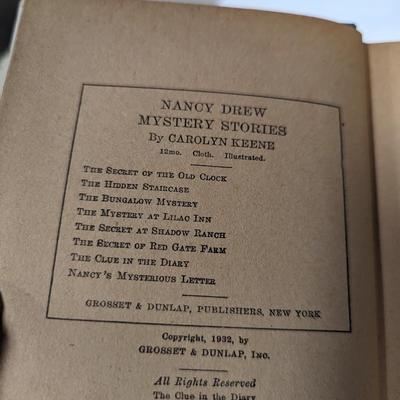 NANCY DREW
MYSTERY STORIES
By CAROLYN KEENE
12mo. Cloth. Illustrated.
THE SECRET OF THE OLD CLOCK
THE HIDDEN STAIRCASE
THE BUNGALOW MYSTERY
THE MYSTERY AT LILAC INN
THE SECRET AT SHADOW RANCH
THE SECRET OF RED GATE FARM
THE CLUE IN THE DIARY
NANCY'S MYSTERIOUS LETTER
GROSSET & DUNLAP, PUBLISHERS, NEW YORK
Copyright, 1932, by
GROSSET & DUNLAP, INC.
All Rights Reserved
The Clue in the Diary